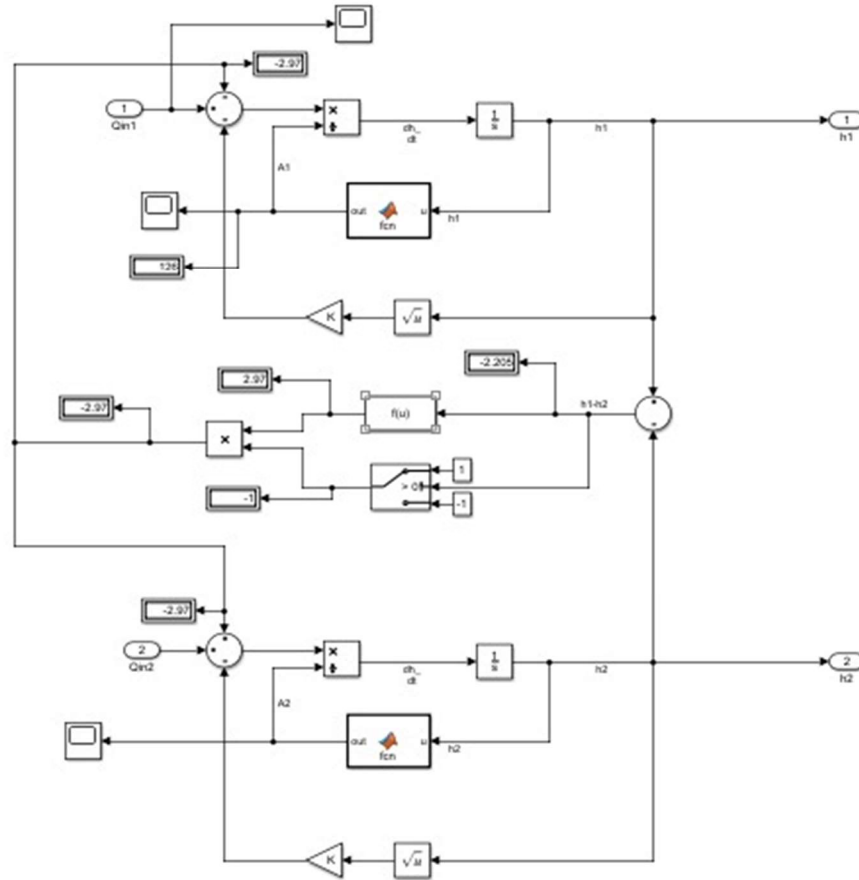 -2.97
1
Qin1
×
÷
dh_
dt
1
s
h1
1
h1
A1
out
fcn
u
h1
126
K
√u
-2.205
2.97
-2.97
f(u)
h1-h2
×
1
> 0
-1
-1
-2.97
2
Qin2
×
÷
dh_
dt
1
s
h2
2
h2
A2
out
fcn
u
h2
K
√u